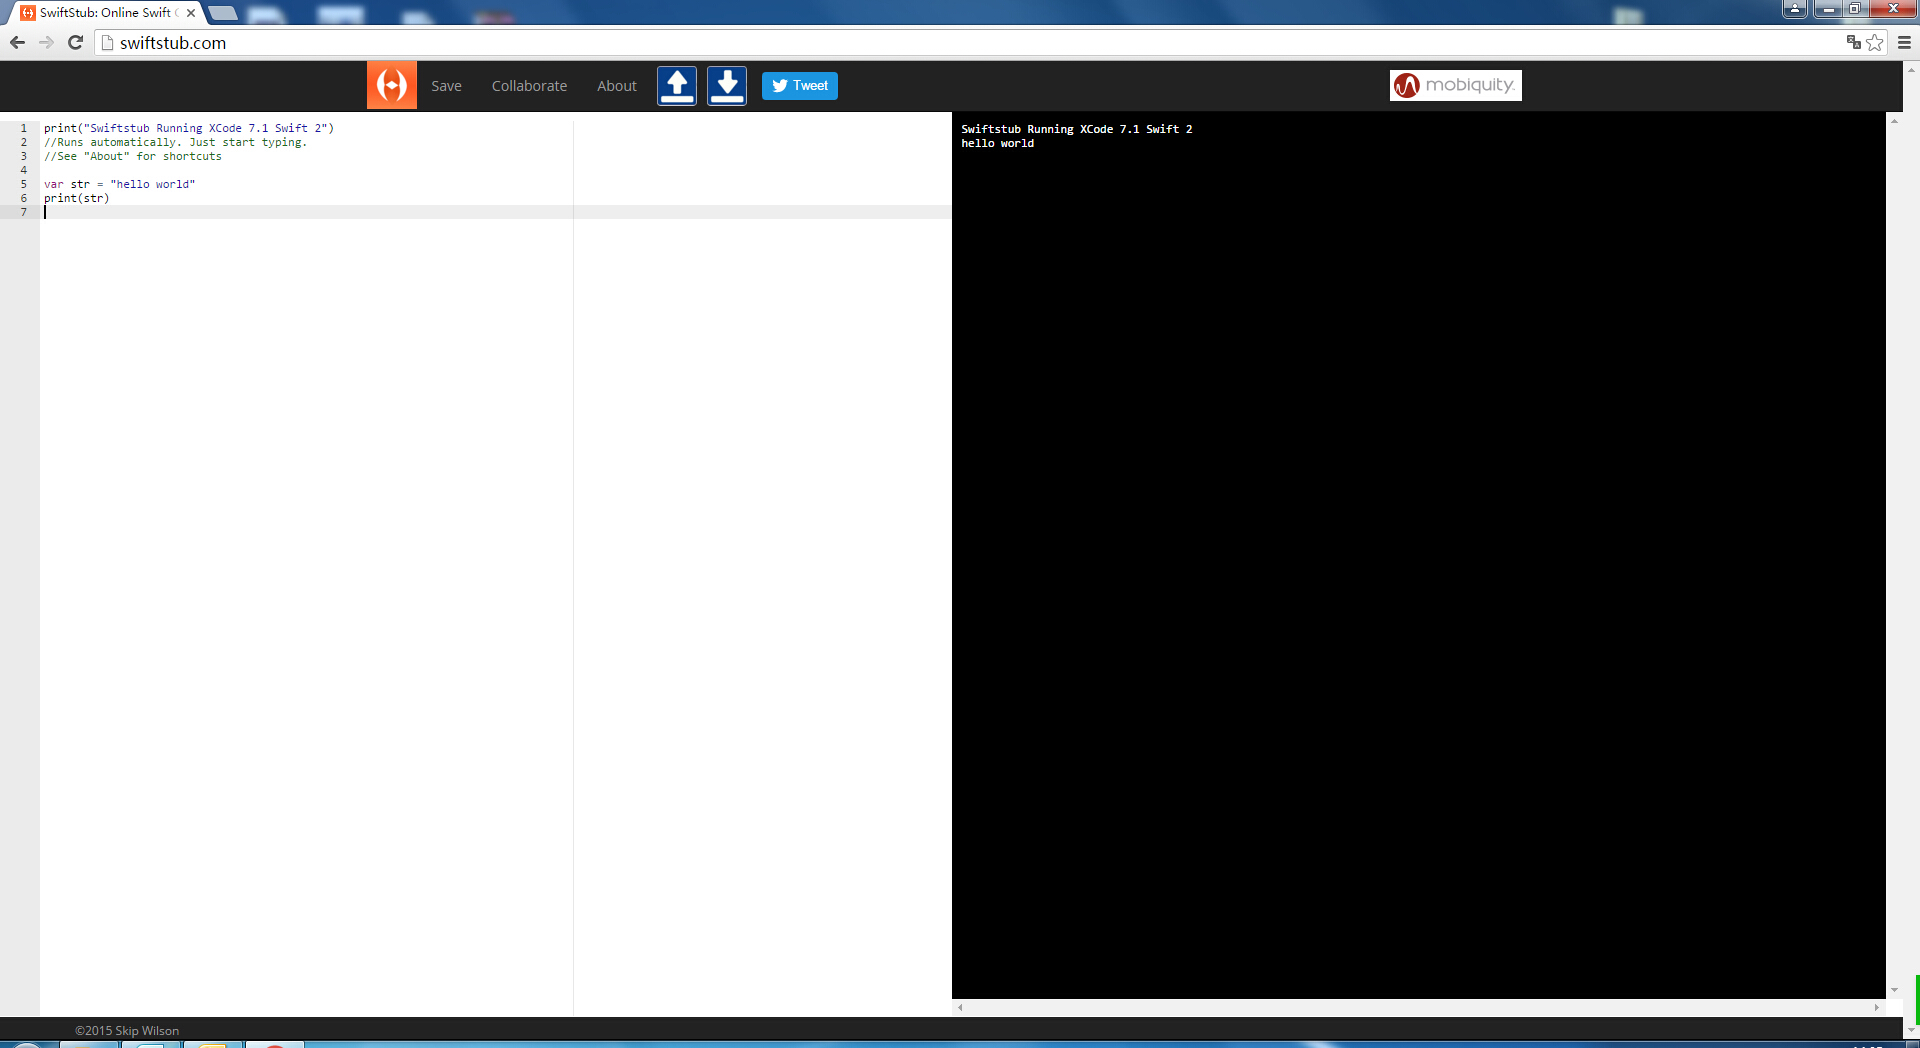 SwiftStub: Online Swift
swiftstub.com
Save
Collaborate
About
Tweet
mobiquity
1 print("Swiftstub Running XCode 7.1 Swift 2")
2 //Runs automatically. Just start typing.
3 //See "About" for shortcuts
4
5 var str = "hello world"
6 print(str)
7
Swiftstub Running XCode 7.1 Swift 2
hello world
©2015 Skip Wilson